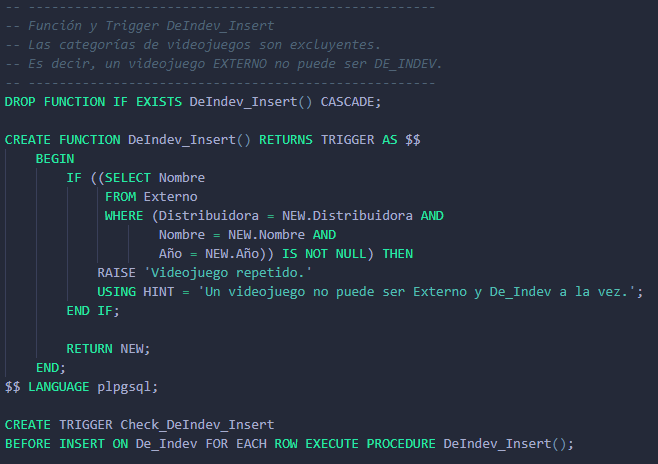 -- ----------------------------------------------------
-- Función y Trigger DeIndev_Insert
-- Las categorías de videojuegos son excluyentes.
-- Es decir, un videojuego EXTERNO no puede ser DE_INDEV.
-- ----------------------------------------------------
DROP FUNCTION IF EXISTS DeIndev_Insert() CASCADE;

CREATE FUNCTION DeIndev_Insert() RETURNS TRIGGER AS $$
    BEGIN
        IF ((SELECT Nombre
             FROM Externo
             WHERE (Distribuidora = NEW.Distribuidora AND
                    Nombre = NEW.Nombre AND
                    Año = NEW.Año)) IS NOT NULL) THEN
            RAISE 'Videojuego repetido.'
            USING HINT = 'Un videojuego no puede ser Externo y De_Indev a la vez.';
        END IF;

        RETURN NEW;
    END;
$$ LANGUAGE plpgsql;

CREATE TRIGGER Check_DeIndev_Insert
BEFORE INSERT ON De_Indev FOR EACH ROW EXECUTE PROCEDURE DeIndev_Insert();